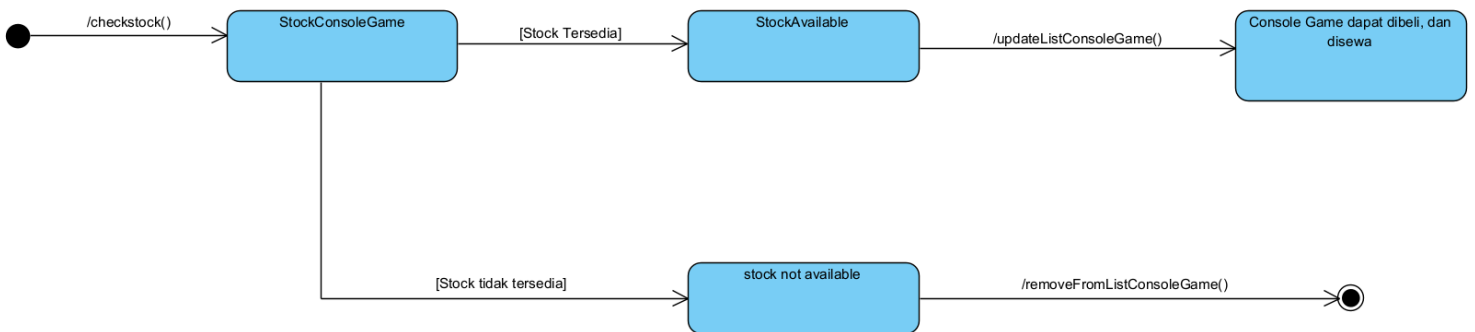 /checkstock()
StockConsoleGame
[Stock Tersedia]
StockAvailable
/updateListConsoleGame()
Console Game dapat dibeli, dan
disewa
[Stock tidak tersedia]
stock not available
/removeFromListConsoleGame()